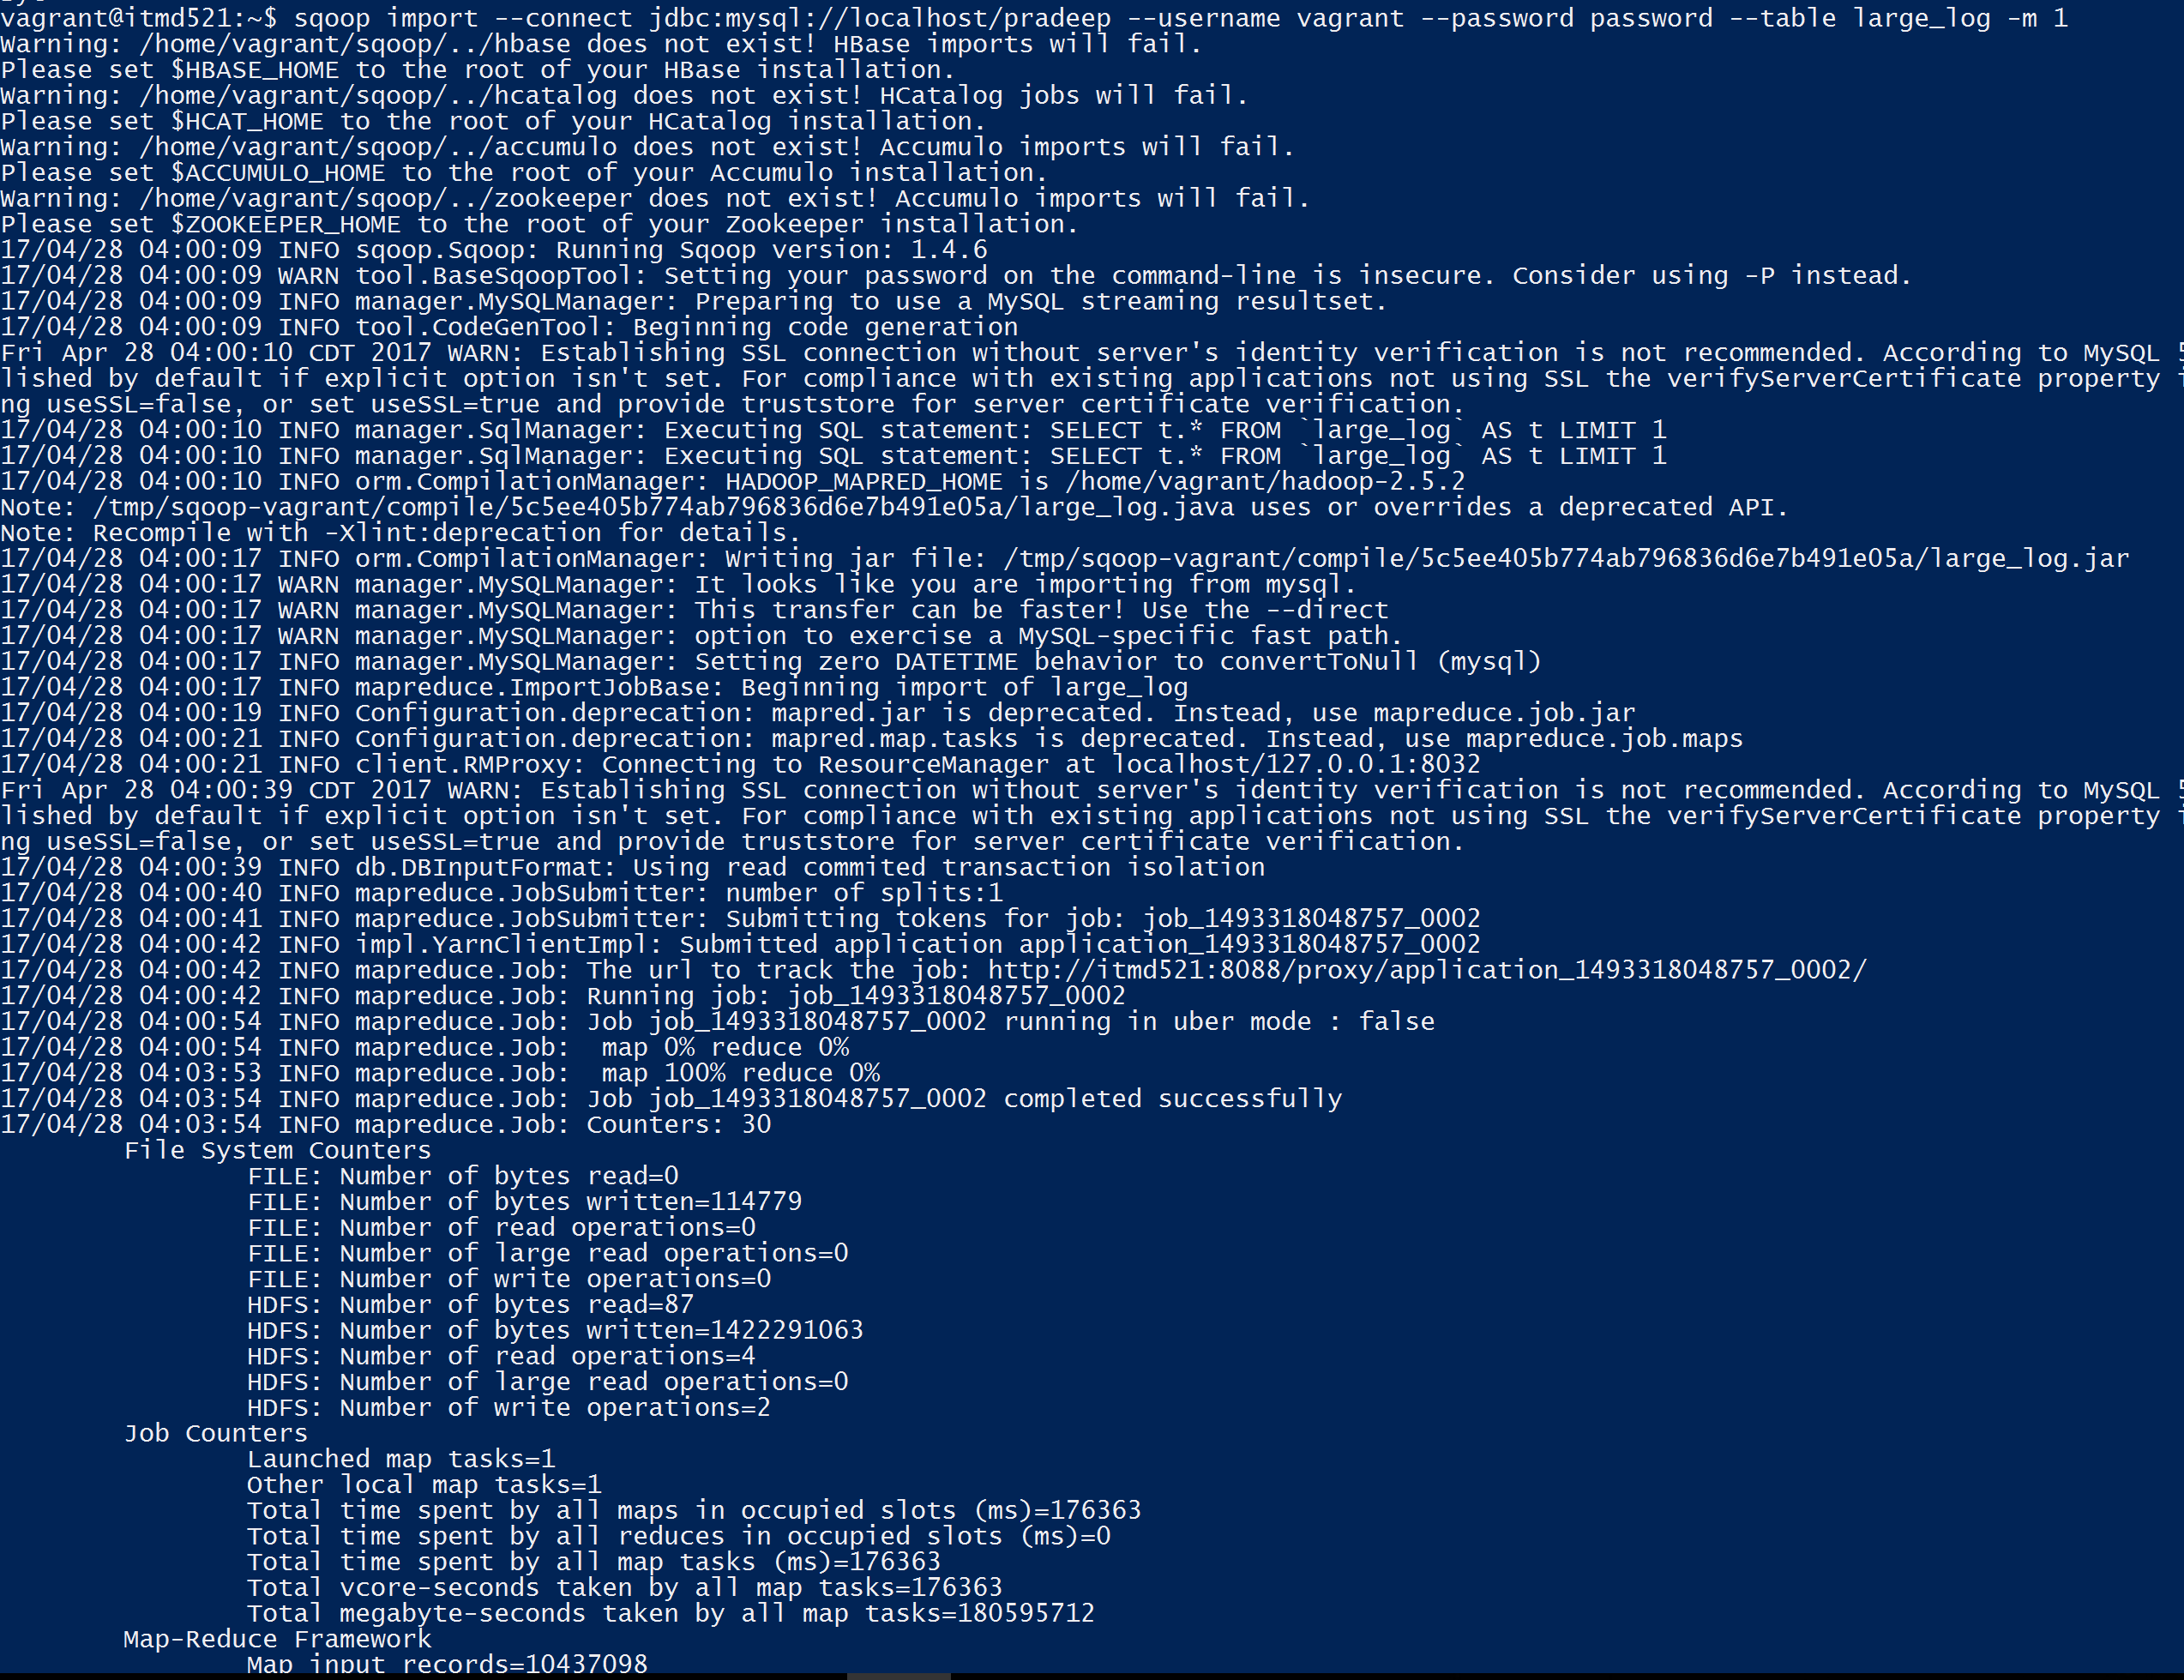 vagrant@itmd521:~$ sqoop import --connect jdbc:mysql://localhost/pradeep --username vagrant --password password --table large_log -m 1
Warning: /home/vagrant/sqoop/../hbase does not exist! HBase imports will fail.
Please set $HBASE_HOME to the root of your HBase installation.
Warning: /home/vagrant/sqoop/../hcatalog does not exist! HCatalog jobs will fail.
Please set $HCAT_HOME to the root of your HCatalog installation.
Warning: /home/vagrant/sqoop/../accumulo does not exist! Accumulo imports will fail.
Please set $ACCUMULO_HOME to the root of your Accumulo installation.
Warning: /home/vagrant/sqoop/../zookeeper does not exist! Accumulo imports will fail.
Please set $ZOOKEEPER_HOME to the root of your Zookeeper installation.
17/04/28 04:00:09 INFO sqoop.Sqoop: Running Sqoop version: 1.4.6
17/04/28 04:00:09 WARN tool.BaseSqoopTool: Setting your password on the command-line is insecure. Consider using -P instead.
17/04/28 04:00:09 INFO manager.MySQLManager: Preparing to use a MySQL streaming resultset.
17/04/28 04:00:09 INFO tool.CodeGenTool: Beginning code generation
Fri Apr 28 04:00:10 CDT 2017 WARN: Establishing SSL connection without server's identity verification is not recommended. According to MySQL 5
lished by default if explicit option isn't set. For compliance with existing applications not using SSL the verifyServerCertificate property i
ng useSSL=false, or set useSSL=true and provide truststore for server certificate verification.
17/04/28 04:00:10 INFO manager.SqlManager: Executing SQL statement: SELECT t.* FROM `large_log` AS t LIMIT 1
17/04/28 04:00:10 INFO manager.SqlManager: Executing SQL statement: SELECT t.* FROM `large_log` AS t LIMIT 1
17/04/28 04:00:10 INFO orm.CompilationManager: HADOOP_MAPRED_HOME is /home/vagrant/hadoop-2.5.2
Note: /tmp/sqoop-vagrant/compile/5c5ee405b774ab796836d6e7b491e05a/large_log.java uses or overrides a deprecated API.
Note: Recompile with -Xlint:deprecation for details.
17/04/28 04:00:17 INFO orm.CompilationManager: Writing jar file: /tmp/sqoop-vagrant/compile/5c5ee405b774ab796836d6e7b491e05a/large_log.jar
17/04/28 04:00:17 WARN manager.MySQLManager: It looks like you are importing from mysql.
17/04/28 04:00:17 WARN manager.MySQLManager: This transfer can be faster! Use the --direct
17/04/28 04:00:17 WARN manager.MySQLManager: option to exercise a MySQL-specific fast path.
17/04/28 04:00:17 INFO manager.MySQLManager: Setting zero DATETIME behavior to convertToNull (mysql)
17/04/28 04:00:17 INFO mapreduce.ImportJobBase: Beginning import of large_log
17/04/28 04:00:19 INFO Configuration.deprecation: mapred.jar is deprecated. Instead, use mapreduce.job.jar
17/04/28 04:00:21 INFO Configuration.deprecation: mapred.map.tasks is deprecated. Instead, use mapreduce.job.maps
17/04/28 04:00:21 INFO client.RMProxy: Connecting to ResourceManager at localhost/127.0.0.1:8032
Fri Apr 28 04:00:39 CDT 2017 WARN: Establishing SSL connection without server's identity verification is not recommended. According to MySQL 5
lished by default if explicit option isn't set. For compliance with existing applications not using SSL the verifyServerCertificate property i
ng useSSL=false, or set useSSL=true and provide truststore for server certificate verification.
17/04/28 04:00:39 INFO db.DBInputFormat: Using read commited transaction isolation
17/04/28 04:00:40 INFO mapreduce.JobSubmitter: number of splits:1
17/04/28 04:00:41 INFO mapreduce.JobSubmitter: Submitting tokens for job: job_1493318048757_0002
17/04/28 04:00:42 INFO impl.YarnClientImpl: Submitted application application_1493318048757_0002
17/04/28 04:00:42 INFO mapreduce.Job: The url to track the job: http://itmd521:8088/proxy/application_1493318048757_0002/
17/04/28 04:00:42 INFO mapreduce.Job: Running job: job_1493318048757_0002
17/04/28 04:00:54 INFO mapreduce.Job: Job job_1493318048757_0002 running in uber mode : false
17/04/28 04:00:54 INFO mapreduce.Job:  map 0% reduce 0%
17/04/28 04:03:53 INFO mapreduce.Job:  map 100% reduce 0%
17/04/28 04:03:54 INFO mapreduce.Job: Job job_1493318048757_0002 completed successfully
17/04/28 04:03:54 INFO mapreduce.Job: Counters: 30
File System Counters
FILE: Number of bytes read=0
FILE: Number of bytes written=114779
FILE: Number of read operations=0
FILE: Number of large read operations=0
FILE: Number of write operations=0
HDFS: Number of bytes read=87
HDFS: Number of bytes written=1422291063
HDFS: Number of read operations=4
HDFS: Number of large read operations=0
HDFS: Number of write operations=2
Job Counters
Launched map tasks=1
Other local map tasks=1
Total time spent by all maps in occupied slots (ms)=176363
Total time spent by all reduces in occupied slots (ms)=0
Total time spent by all map tasks (ms)=176363
Total vcore-seconds taken by all map tasks=176363
Total megabyte-seconds taken by all map tasks=180595712
Map-Reduce Framework
Map input records=10437098